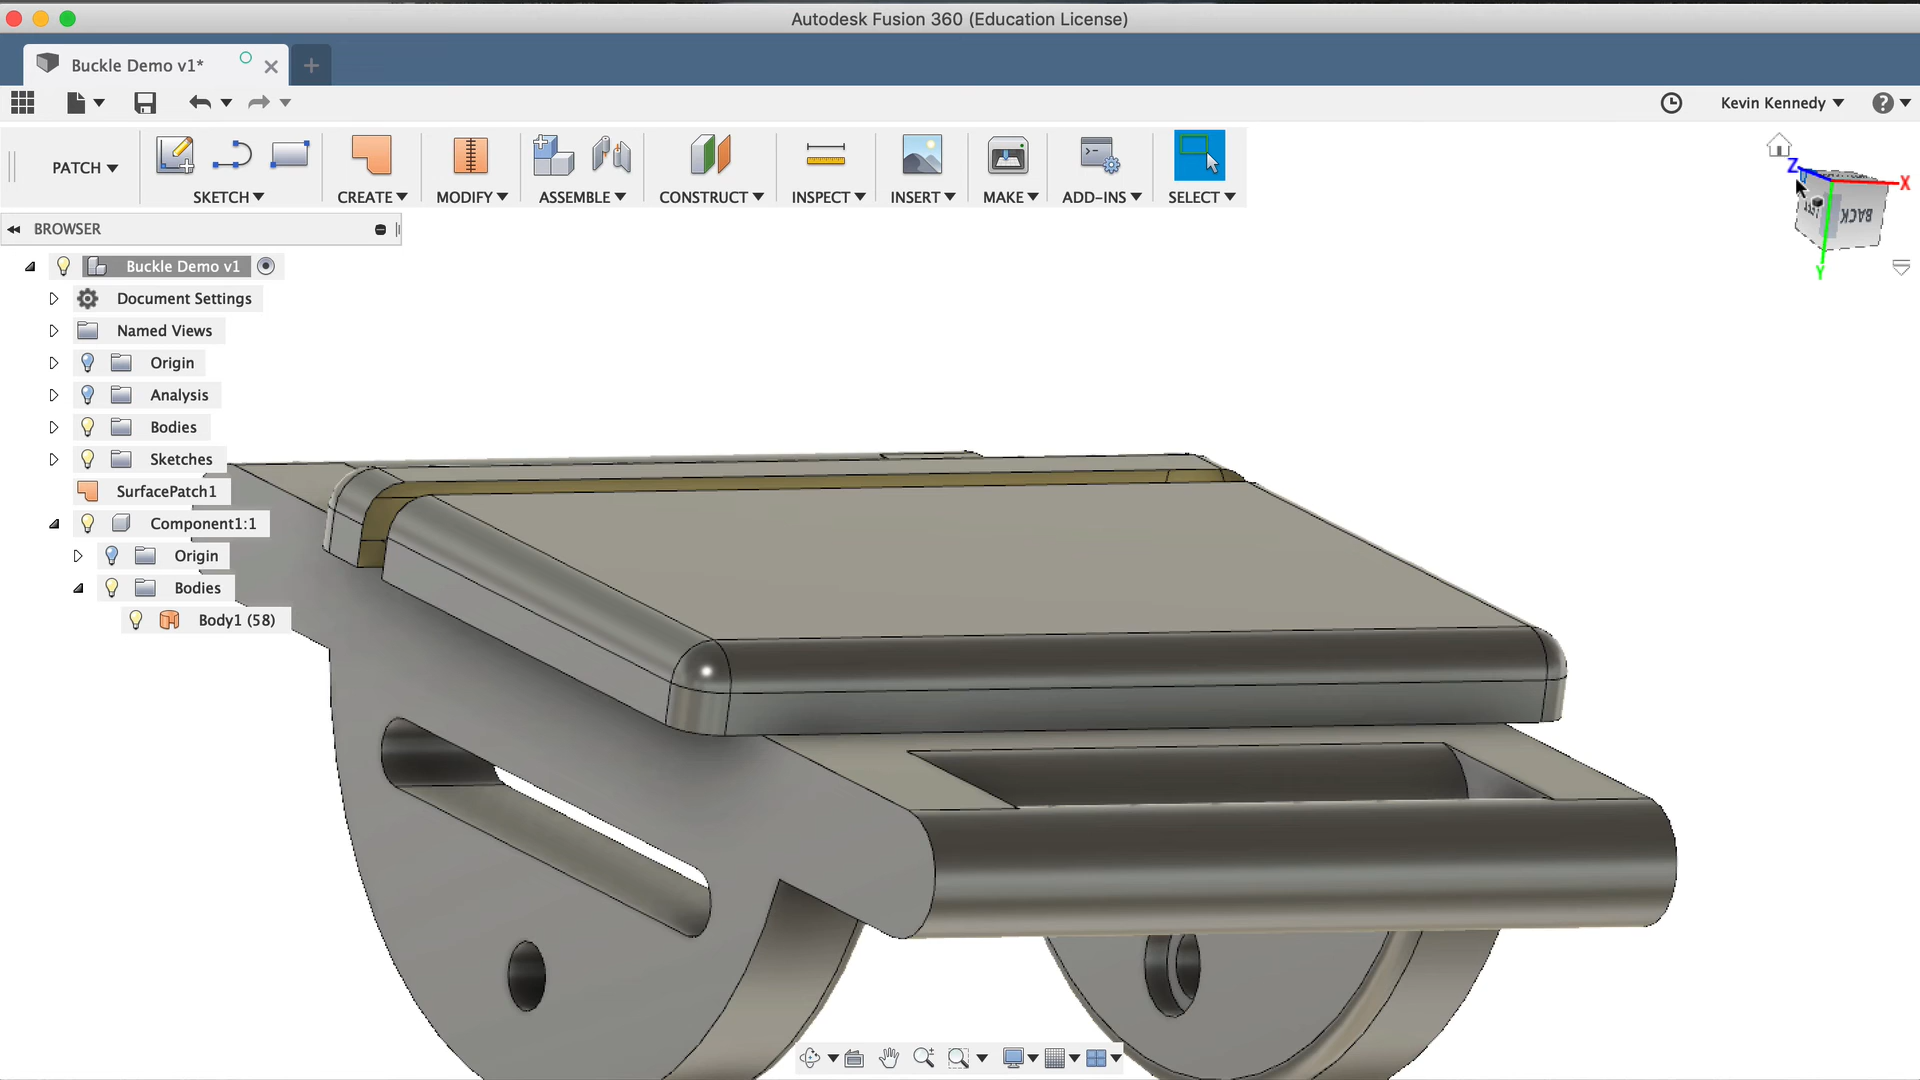 Autodesk Fusion 360 (Education License)
Buckle Demo v1*
Kevin Kennedy
PATCH
SKETCH
CREATE
MODIFY
ASSEMBLE
CONSTRUCT
INSPECT
INSERT
MAKE
ADD-INS
SELECT
Z
X
LEFT
BACK
Y
BROWSER
Buckle Demo v1
Document Settings
Named Views
Origin
Analysis
Bodies
Sketches
SurfacePatch1
Component1:1
Origin
Bodies
Body1 (58)